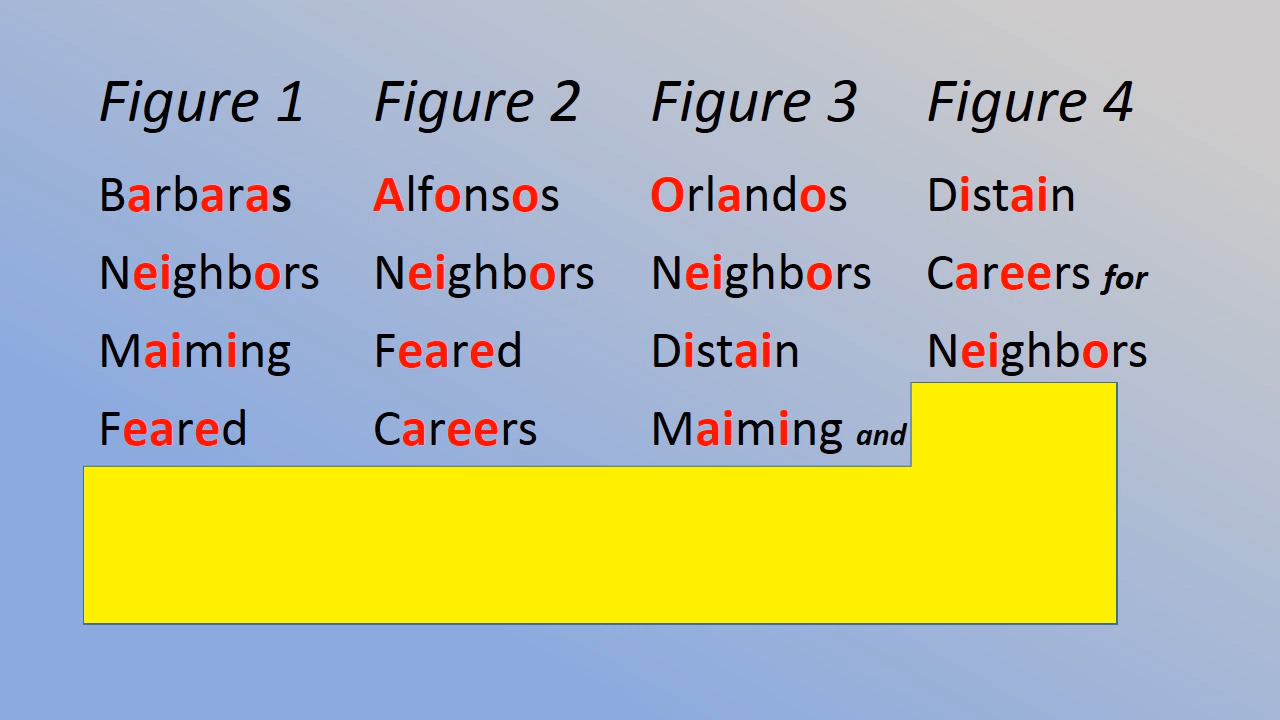 Figure 1 Figure 2 Figure 3 Figure 4
Barbaras Alfonsos Orlandos Distain
Neighbors Neighbors Neighbors Careers for
Maiming Feared Distain Neighbors
Feared Careers Maiming and